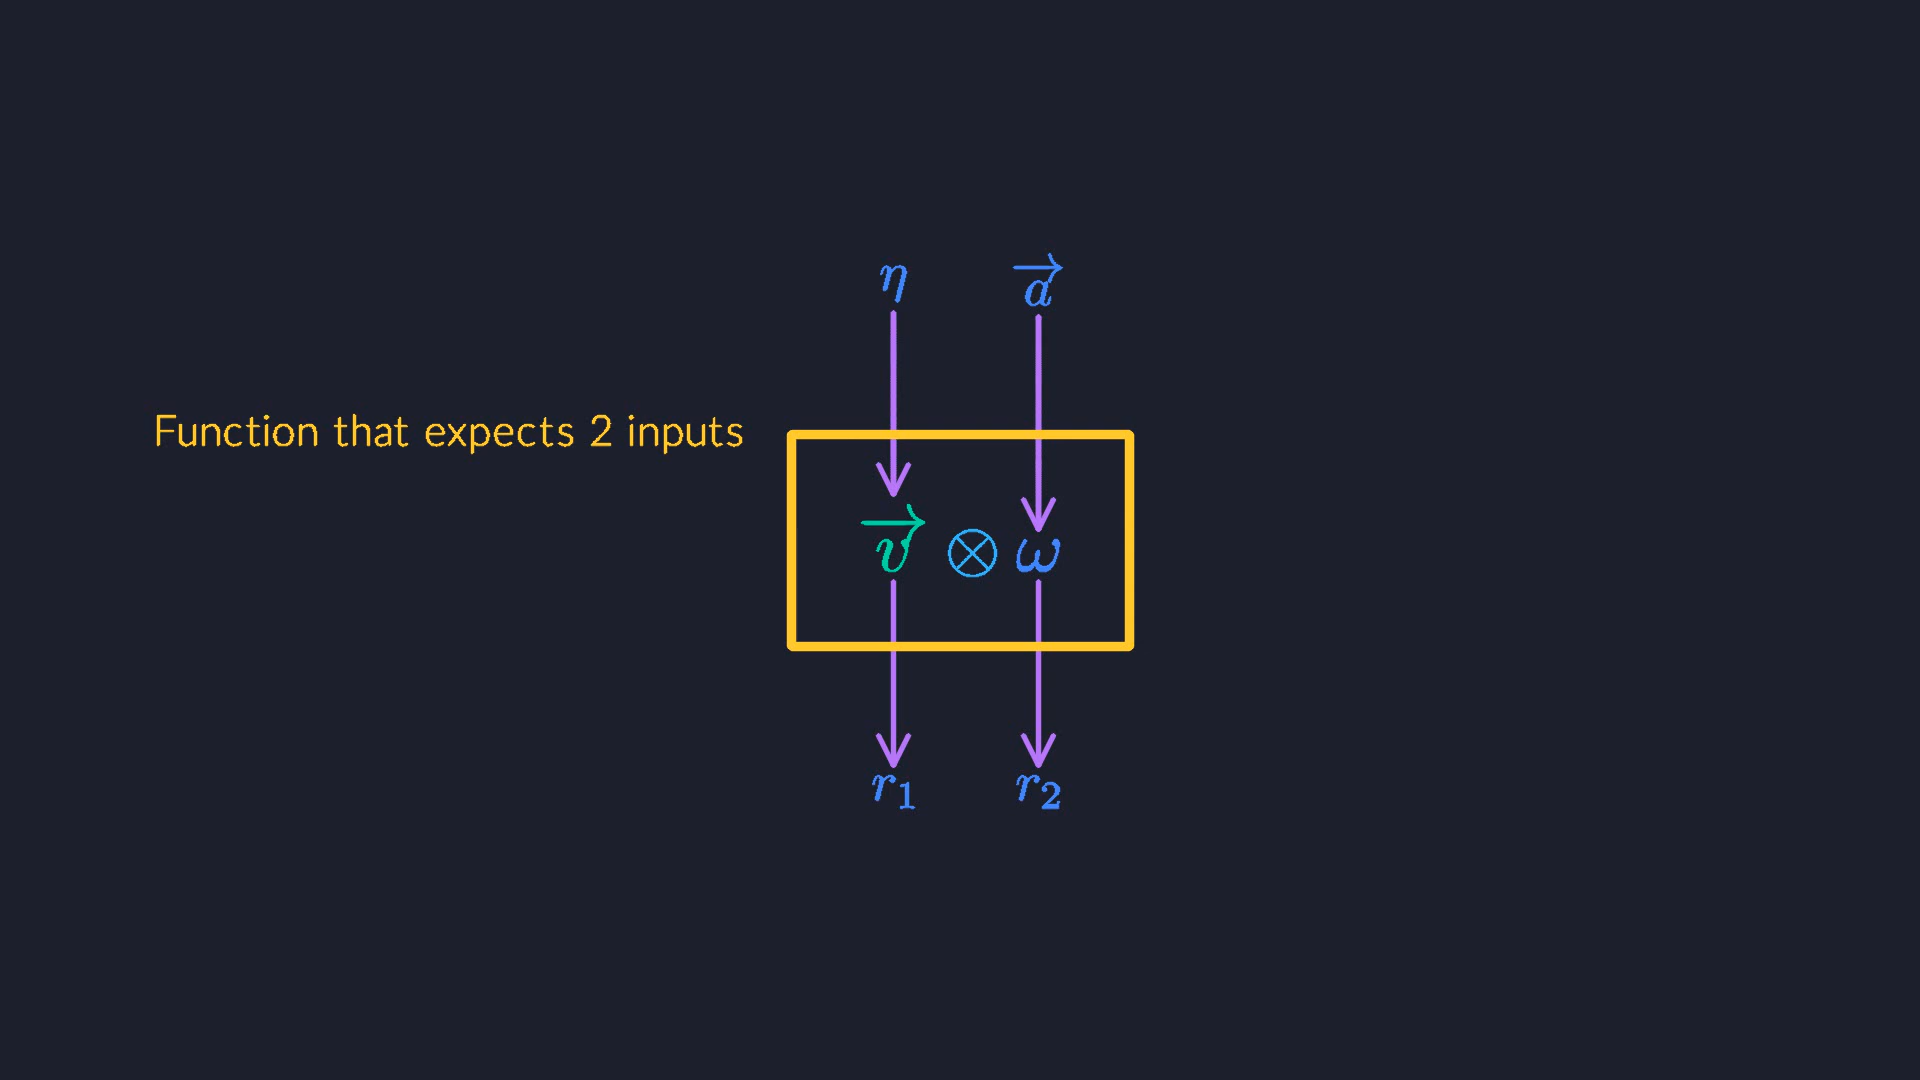 η a⃗
Function that expects 2 inputs
v⃗ ⊗ ω
r₁ r₂